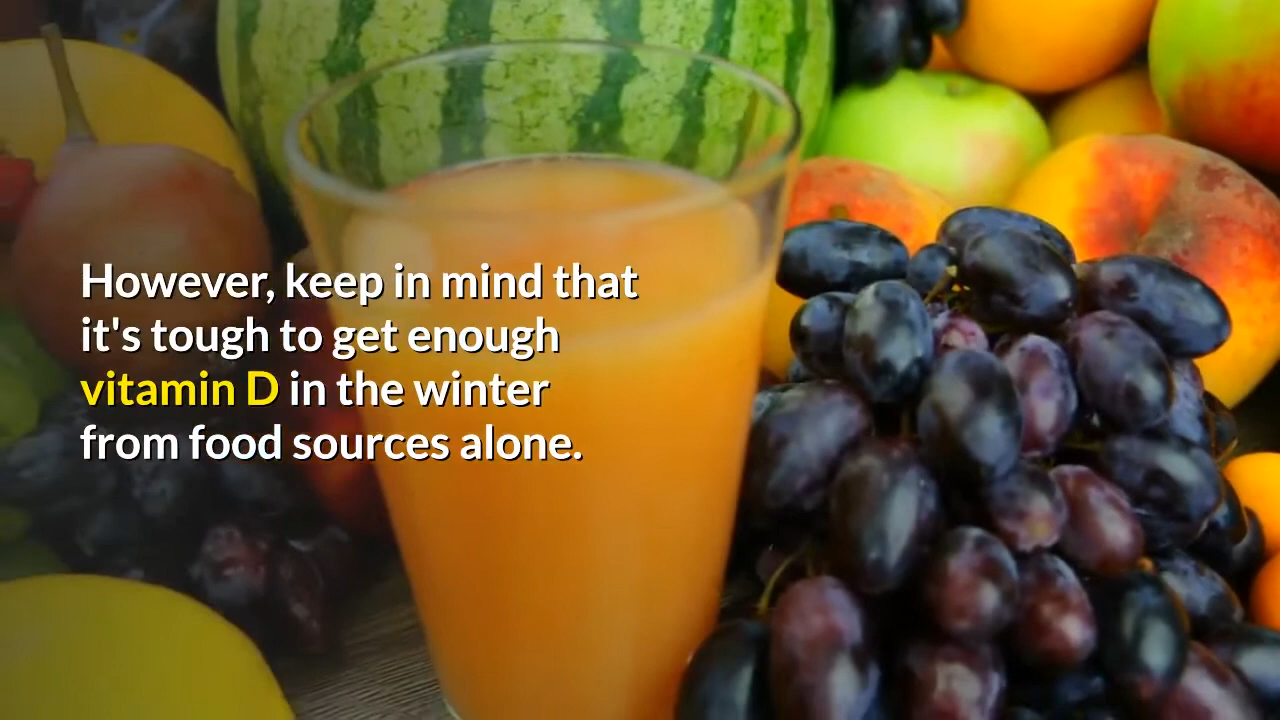 However, keep in mind that
it's tough to get enough
vitamin D in the winter
from food sources alone.